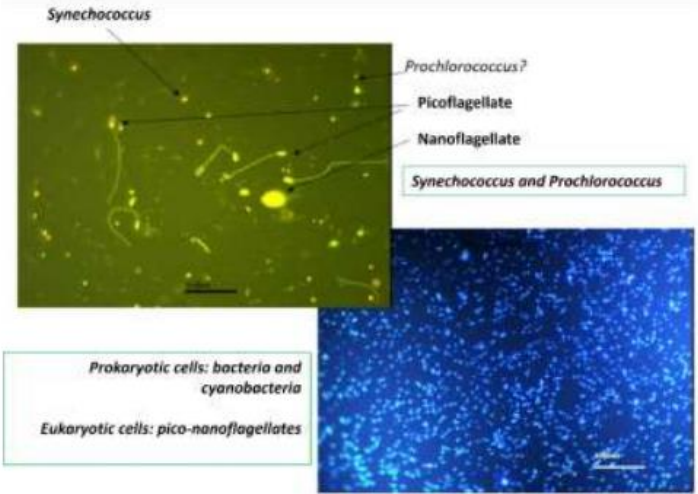 Synechococcus
Prochlorococcus?
Picoflagellate
Nanoflagellate
Synechococcus and Prochlorococcus
Prokaryotic cells: bacteria and
cyanobacteria
Eukaryotic cells: pico-nanoflagellates